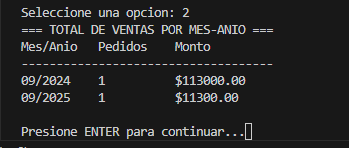 Seleccione una opcion: 2
=== TOTAL DE VENTAS POR MES-ANIO ===
Mes/Anio   Pedidos    Monto
------------------------------------
09/2024    1          $113000.00
09/2025    1          $11300.00
Presione ENTER para continuar...